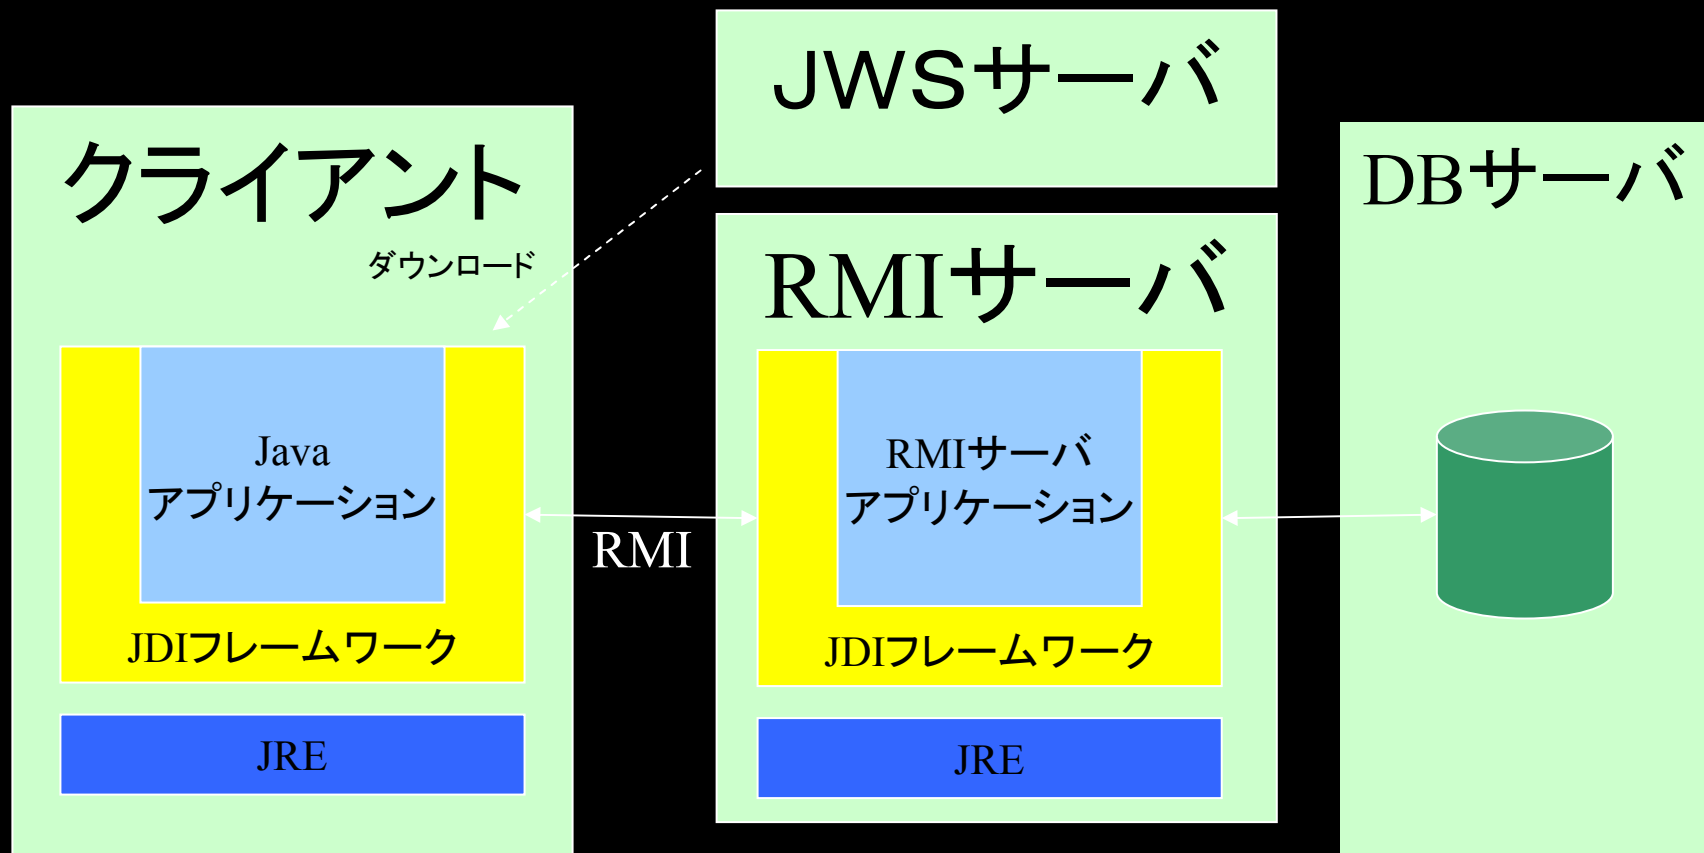 クライアント
ダウンロード
Java
アプリケーション
JDIフレームワーク
JRE
RMI
JWSサーバ
RMIサーバ
RMIサーバ
アプリケーション
JDIフレームワーク
JRE
DBサーバ